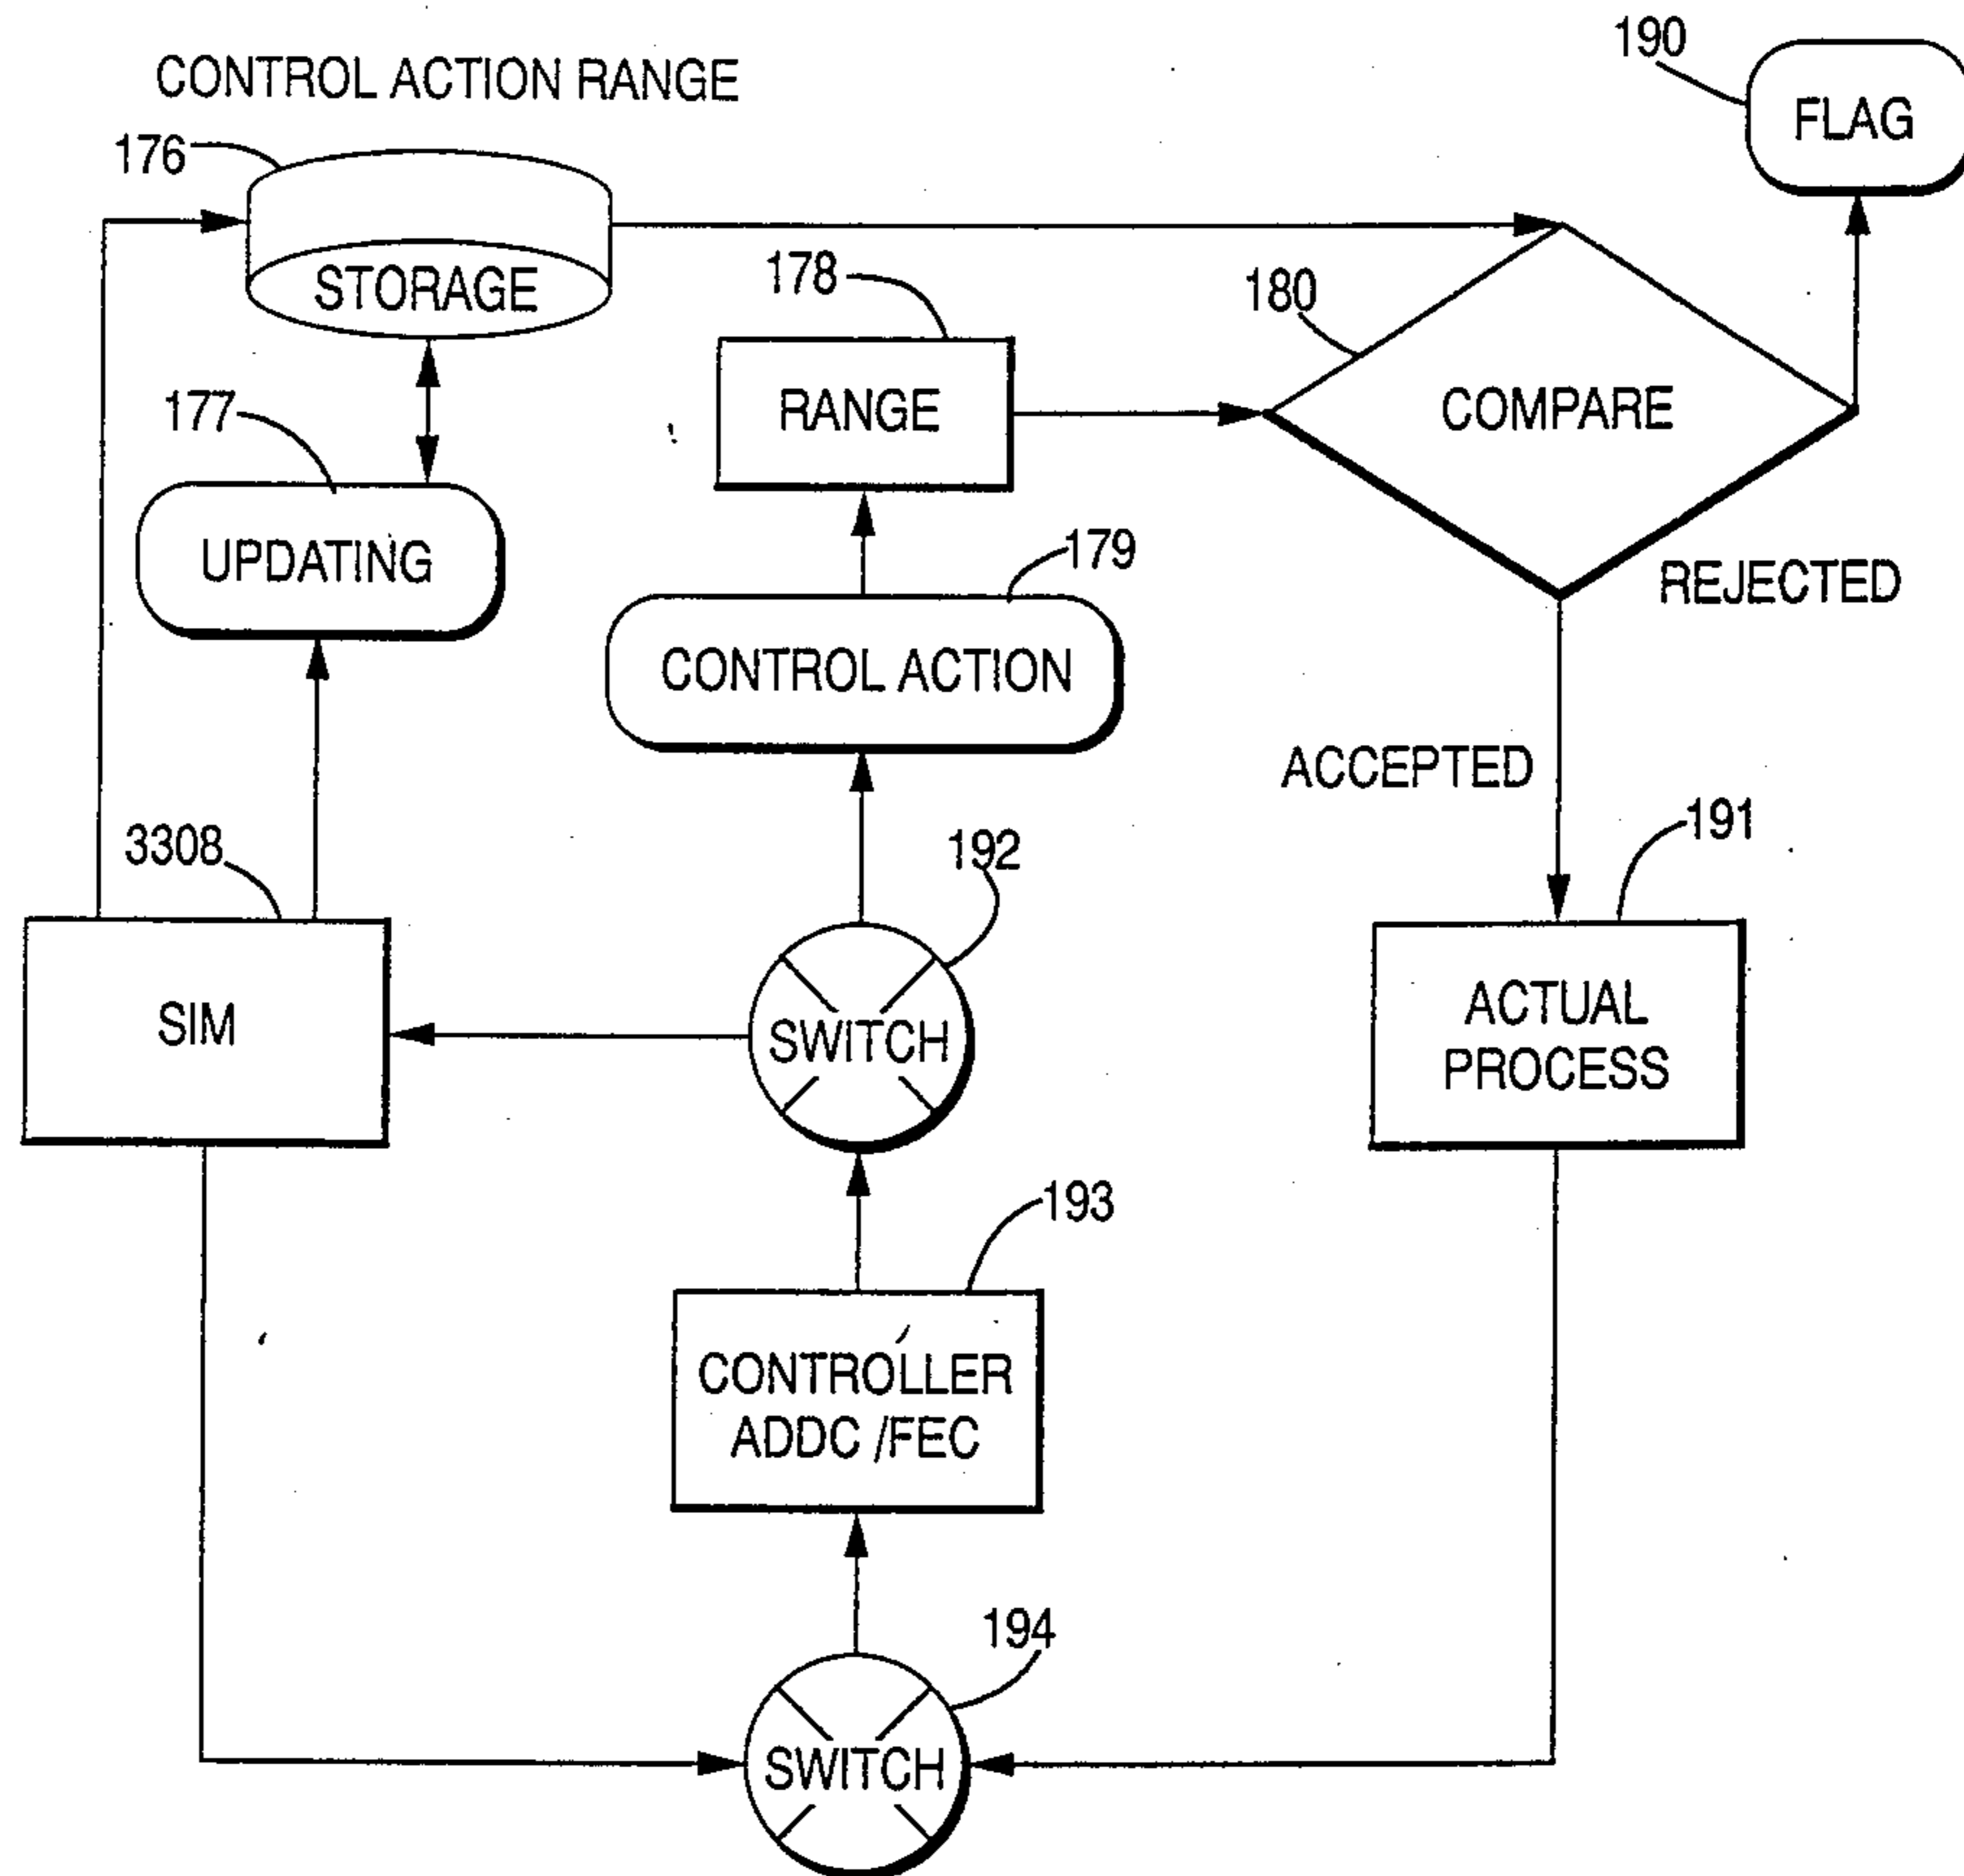 190
FLAG
CONTROL ACTION RANGE
176
STORAGE
178
RANGE
180
COMPARE
177
UPDATING
179
CONTROL ACTION
REJECTED
ACCEPTED
3308
SIM
192
SWITCH
191
ACTUAL
PROCESS
193
CONTROLLER
ADDC /FEC
194
SWITCH